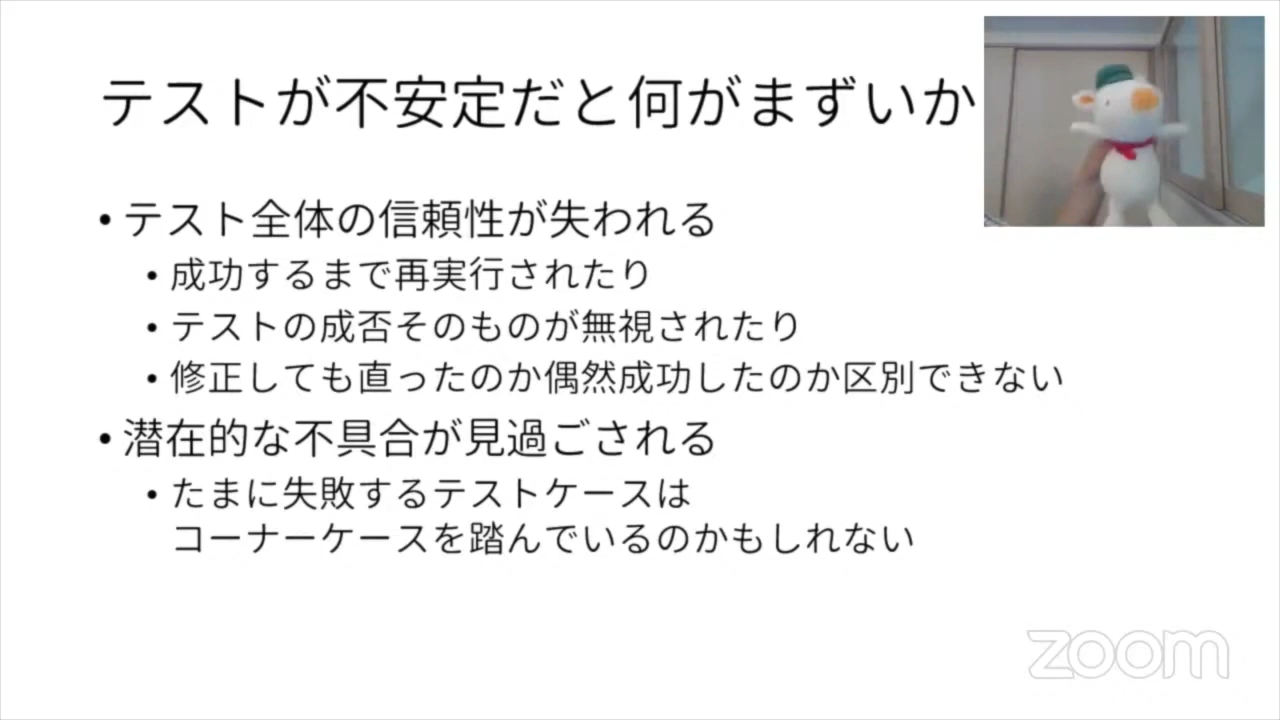 テストが不安定だと何がまずいか
• テスト全体の信頼性が失われる
• 成功するまで再実行されたり
• テストの成否そのものが無視されたり
• 修正しても直ったのか偶然成功したのか区別できない
• 潜在的な不具合が見過ごされる
• たまに失敗するテストケースは
コーナーケースを踏んでいるのかもしれない
zoom